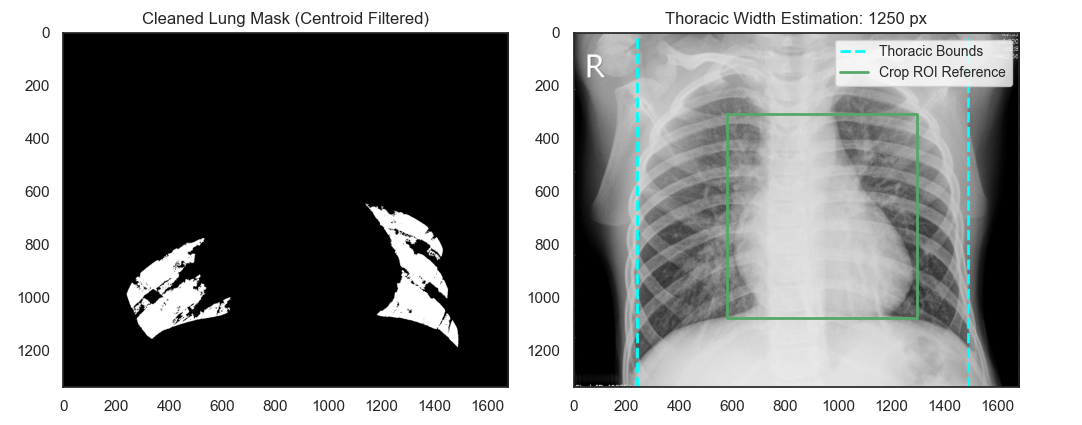 Cleaned Lung Mask (Centroid Filtered)
0
200
400
600
800
1000
1200
0 200 400 600 800 1000 1200 1400 1600
Thoracic Width Estimation: 1250 px
0
200
400
600
800
1000
1200
R
Thoracic Bounds
Crop ROI Reference
0 200 400 600 800 1000 1200 1400 1600